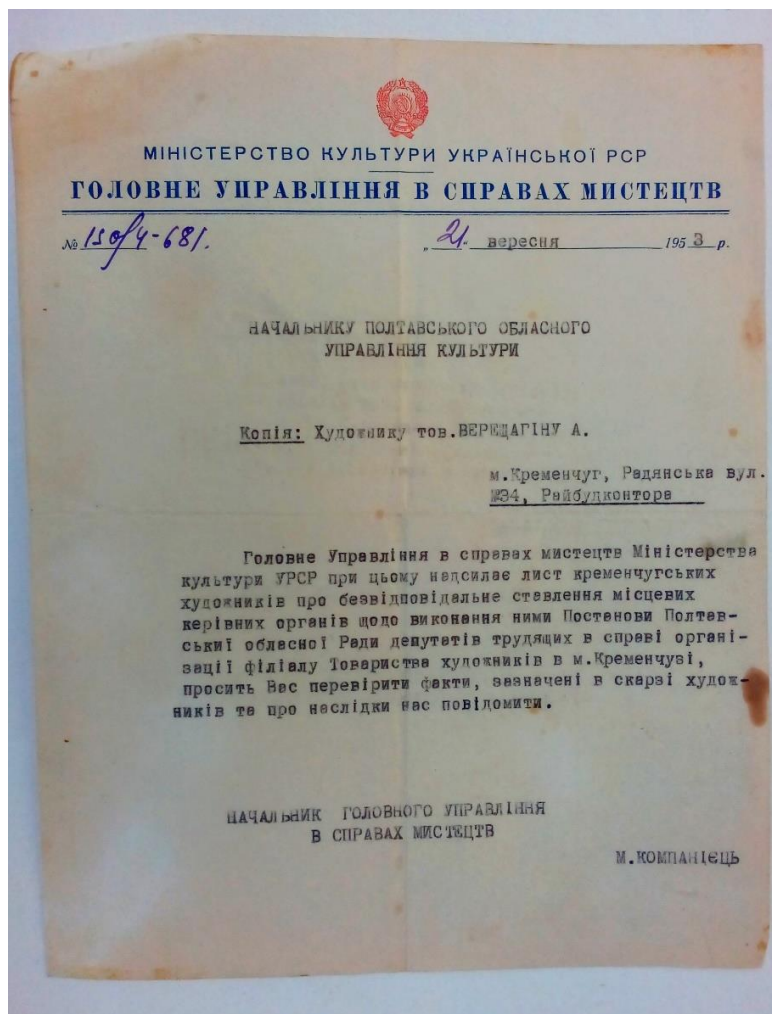 МІНІСТЕРСТВО КУЛЬТУРИ УКРАЇНСЬКОЇ РСР
ГОЛОВНЕ УПРАВЛІННЯ В СПРАВАХ МИСТЕЦТВ
№ 150/4-681. „21. вересня 1953 р.
НАЧАЛЬНИКУ ПОЛТАВСЬКОГО ОБЛАСНОГО
УПРАВЛІННЯ КУЛЬТУРИ
Копія: Художнику тов.ВЕРЕЩАГІНУ А.
м.Кременчуг, Радянська вул.
№34, Райбудконтора
Головне Управління в справах мистецтв Міністерства
культури УРСР при цьому надсилає лист кременчугських
художників про безвідповідальне ставлення місцевих
керівних органів щодо виконання ними Постанови Полтав-
ськиї обласної Ради депутатів трудящих в справі органі-
зації філіалу Товариства художників в м.Кременчузі,
просить Вас перевірити факти, зазначені в скарзі худож-
ників та про наслідки нас повідомити.
НАЧАЛЬНИК ГОЛОВНОГО УПРАВЛІННЯ
В СПРАВАХ МИСТЕЦТВ
М.КОМПАНІЄЦЬ